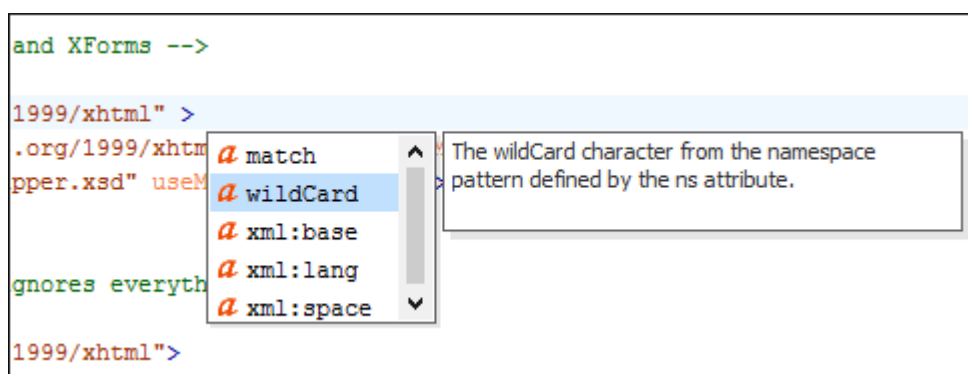 and XForms -->
1999/xhtml" >
.org/1999/xhtm
match
The wildCard character from the namespace
pper.xsd" useM
wildCard
pattern defined by the ns attribute.
xml:base
xml:lang
gnores everyth
xml:space
1999/xhtml">